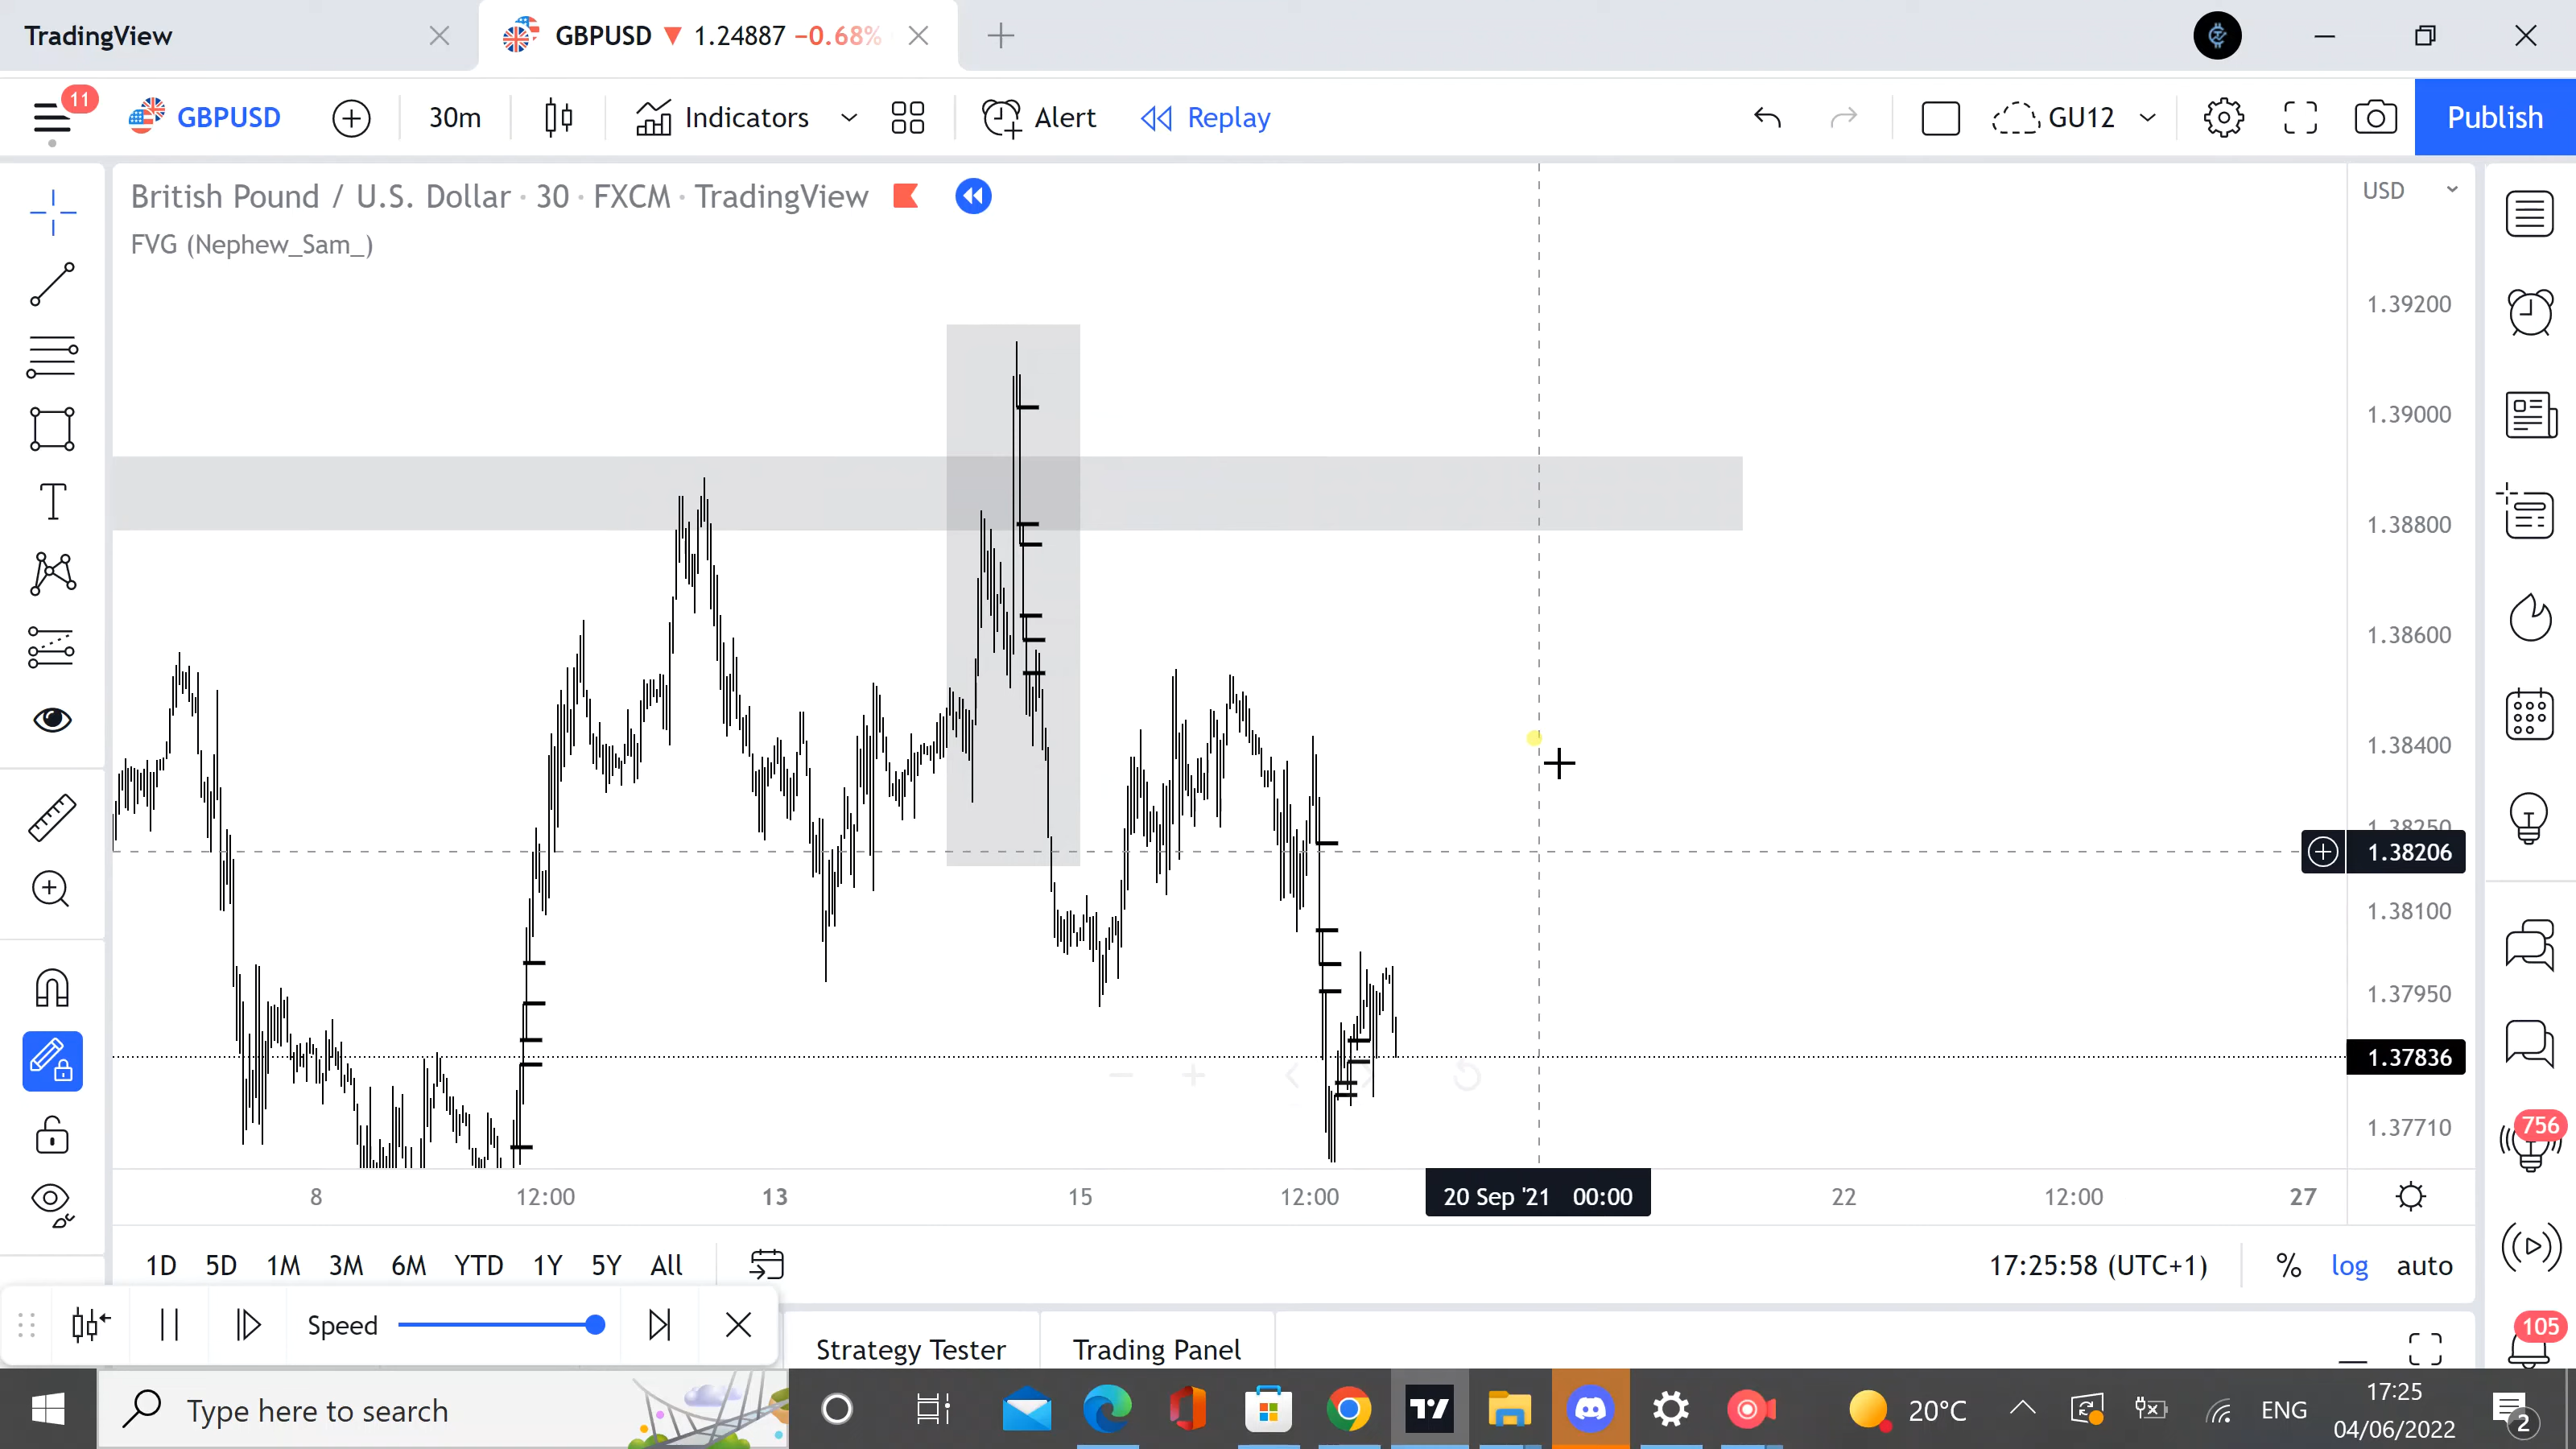 TradingView
GBPUSD ▼ 1.24887 −0.68%
11
GBPUSD
30m
Indicators
Alert
Replay
GU12
Publish
British Pound / U.S. Dollar · 30 · FXCM · TradingView
FVG (Nephew_Sam_)
USD
1.39200
1.39000
1.38800
1.38600
1.38400
1.38250
1.38206
1.38100
1.37950
1.37836
1.37710
8
12:00
13
15
12:00
20 Sep '21 00:00
22
12:00
27
1D 5D 1M 3M 6M YTD 1Y 5Y All
17:25:58 (UTC+1)
% log auto
756
105
Speed
Strategy Tester
Trading Panel
Type here to search
20°C
ENG
17:25
04/06/2022
2